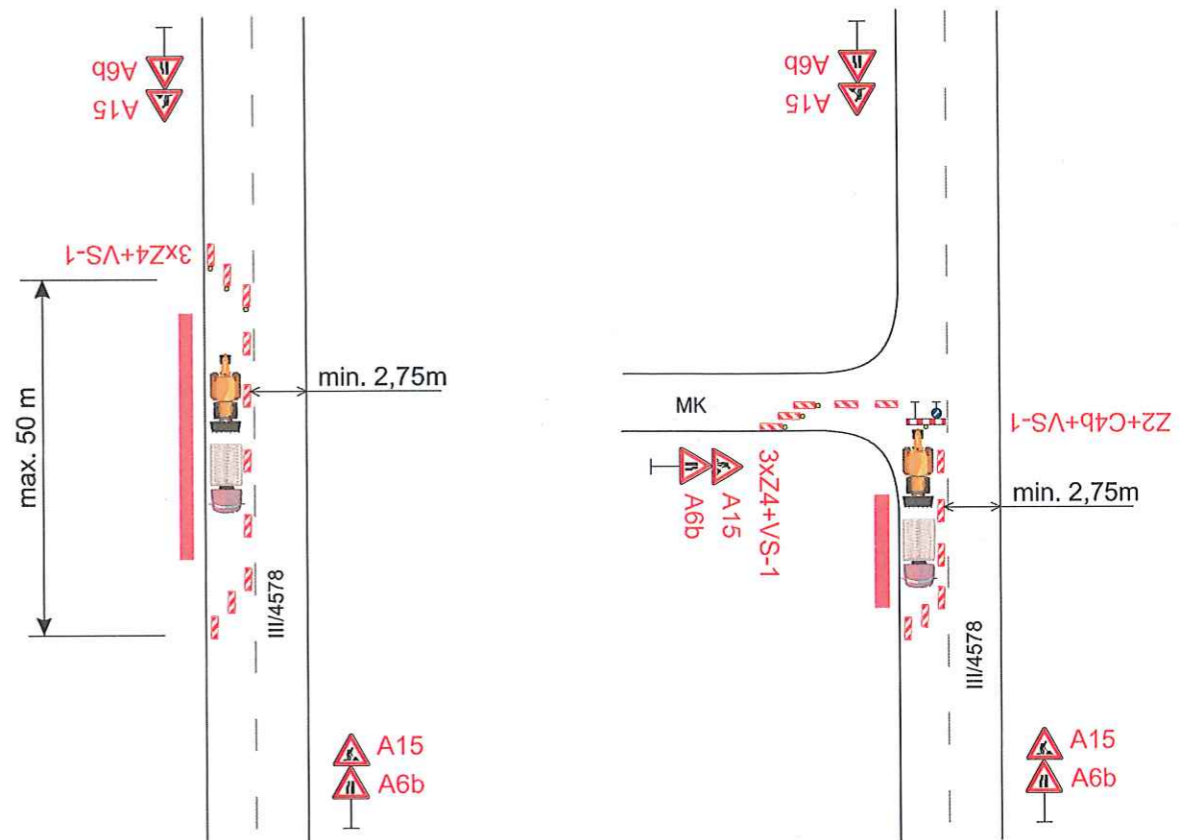 A6b
A15
3xZ4+VS-1
max. 50 m
min. 2,75m
III/4578
A15
A6b
A6b
A15
MK
Z2+C4b+VS-1
A6b
A15
3xZ4+VS-1
min. 2,75m
III/4578
A15
A6b